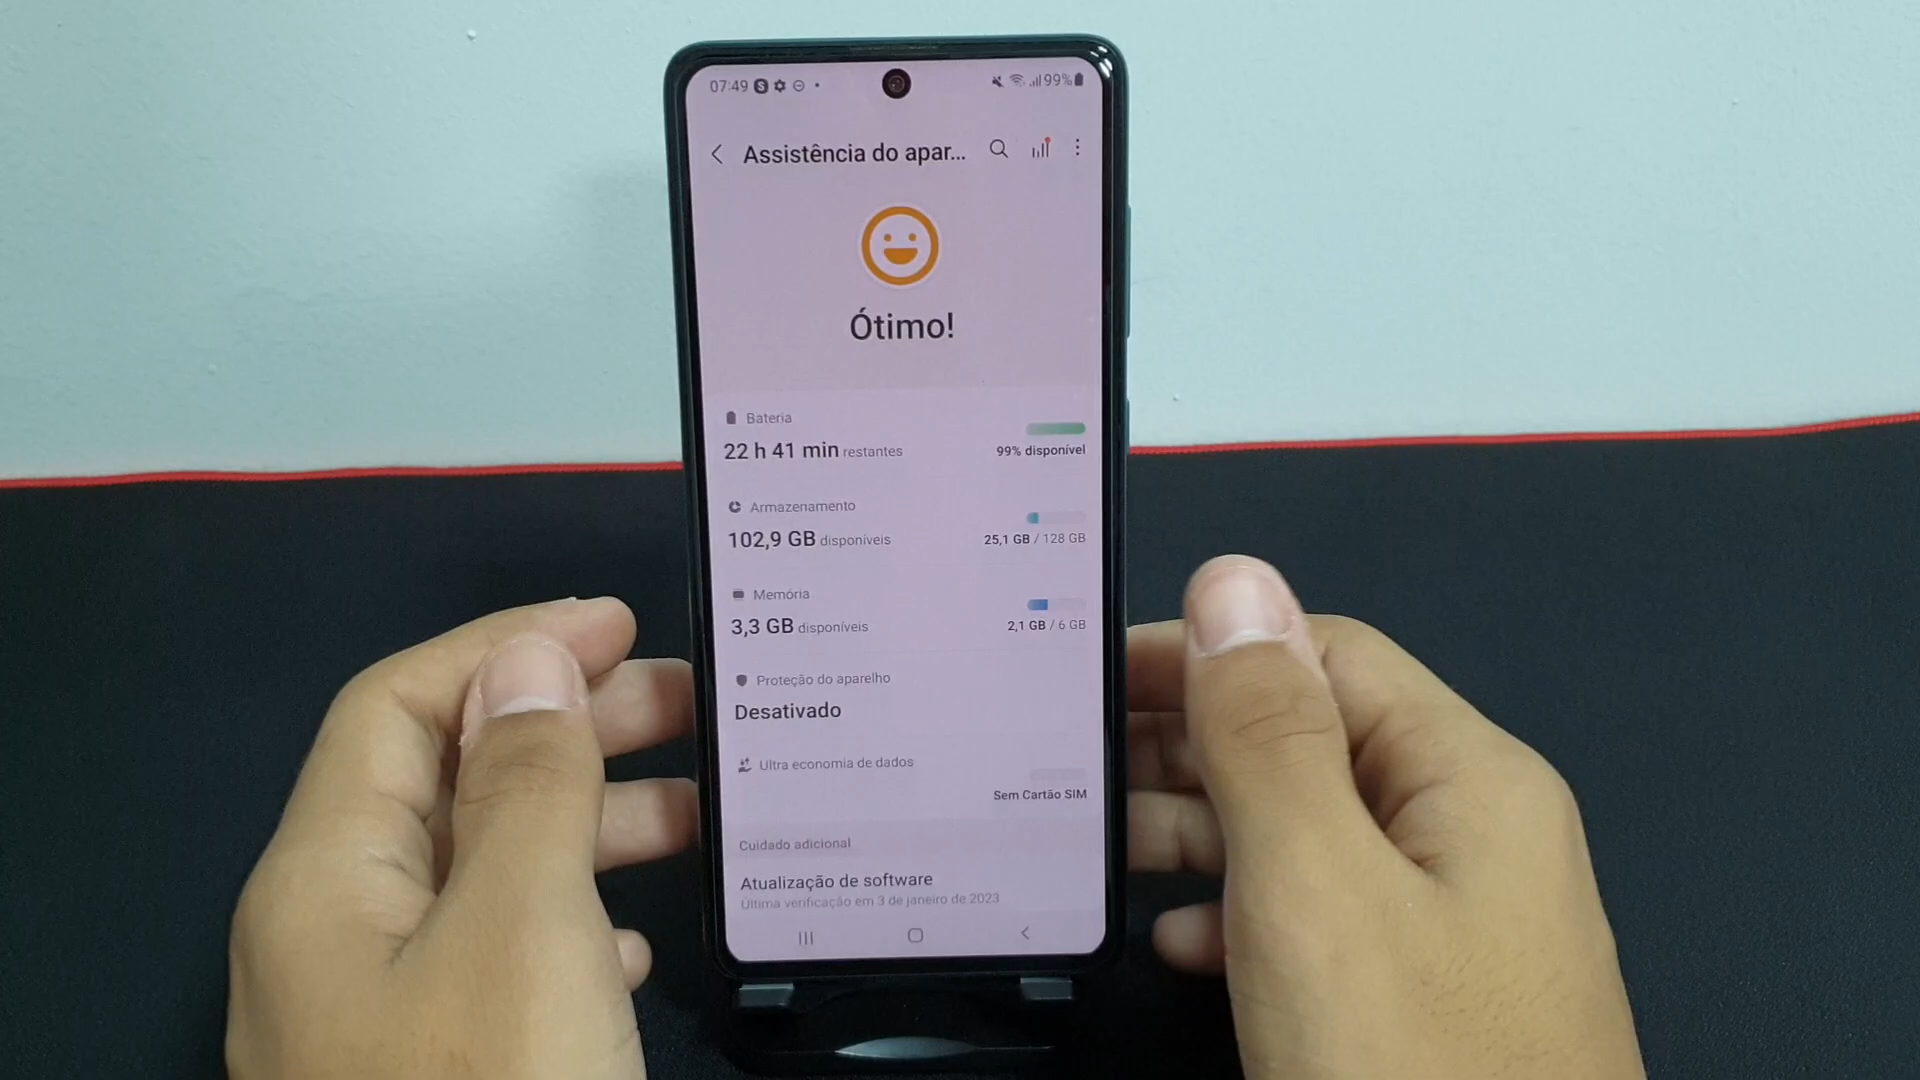 07:49 99%
Assistência do apar...
Ótimo!
Bateria
22 h 41 min restantes
99% disponível
Armazenamento
102,9 GB disponíveis
25,1 GB / 128 GB
Memória
3,3 GB disponíveis
2,1 GB / 6 GB
Proteção do aparelho
Desativado
Ultra economia de dados
Sem Cartão SIM
Cuidado adicional
Atualização de software
Última verificação em 3 de janeiro de 2023